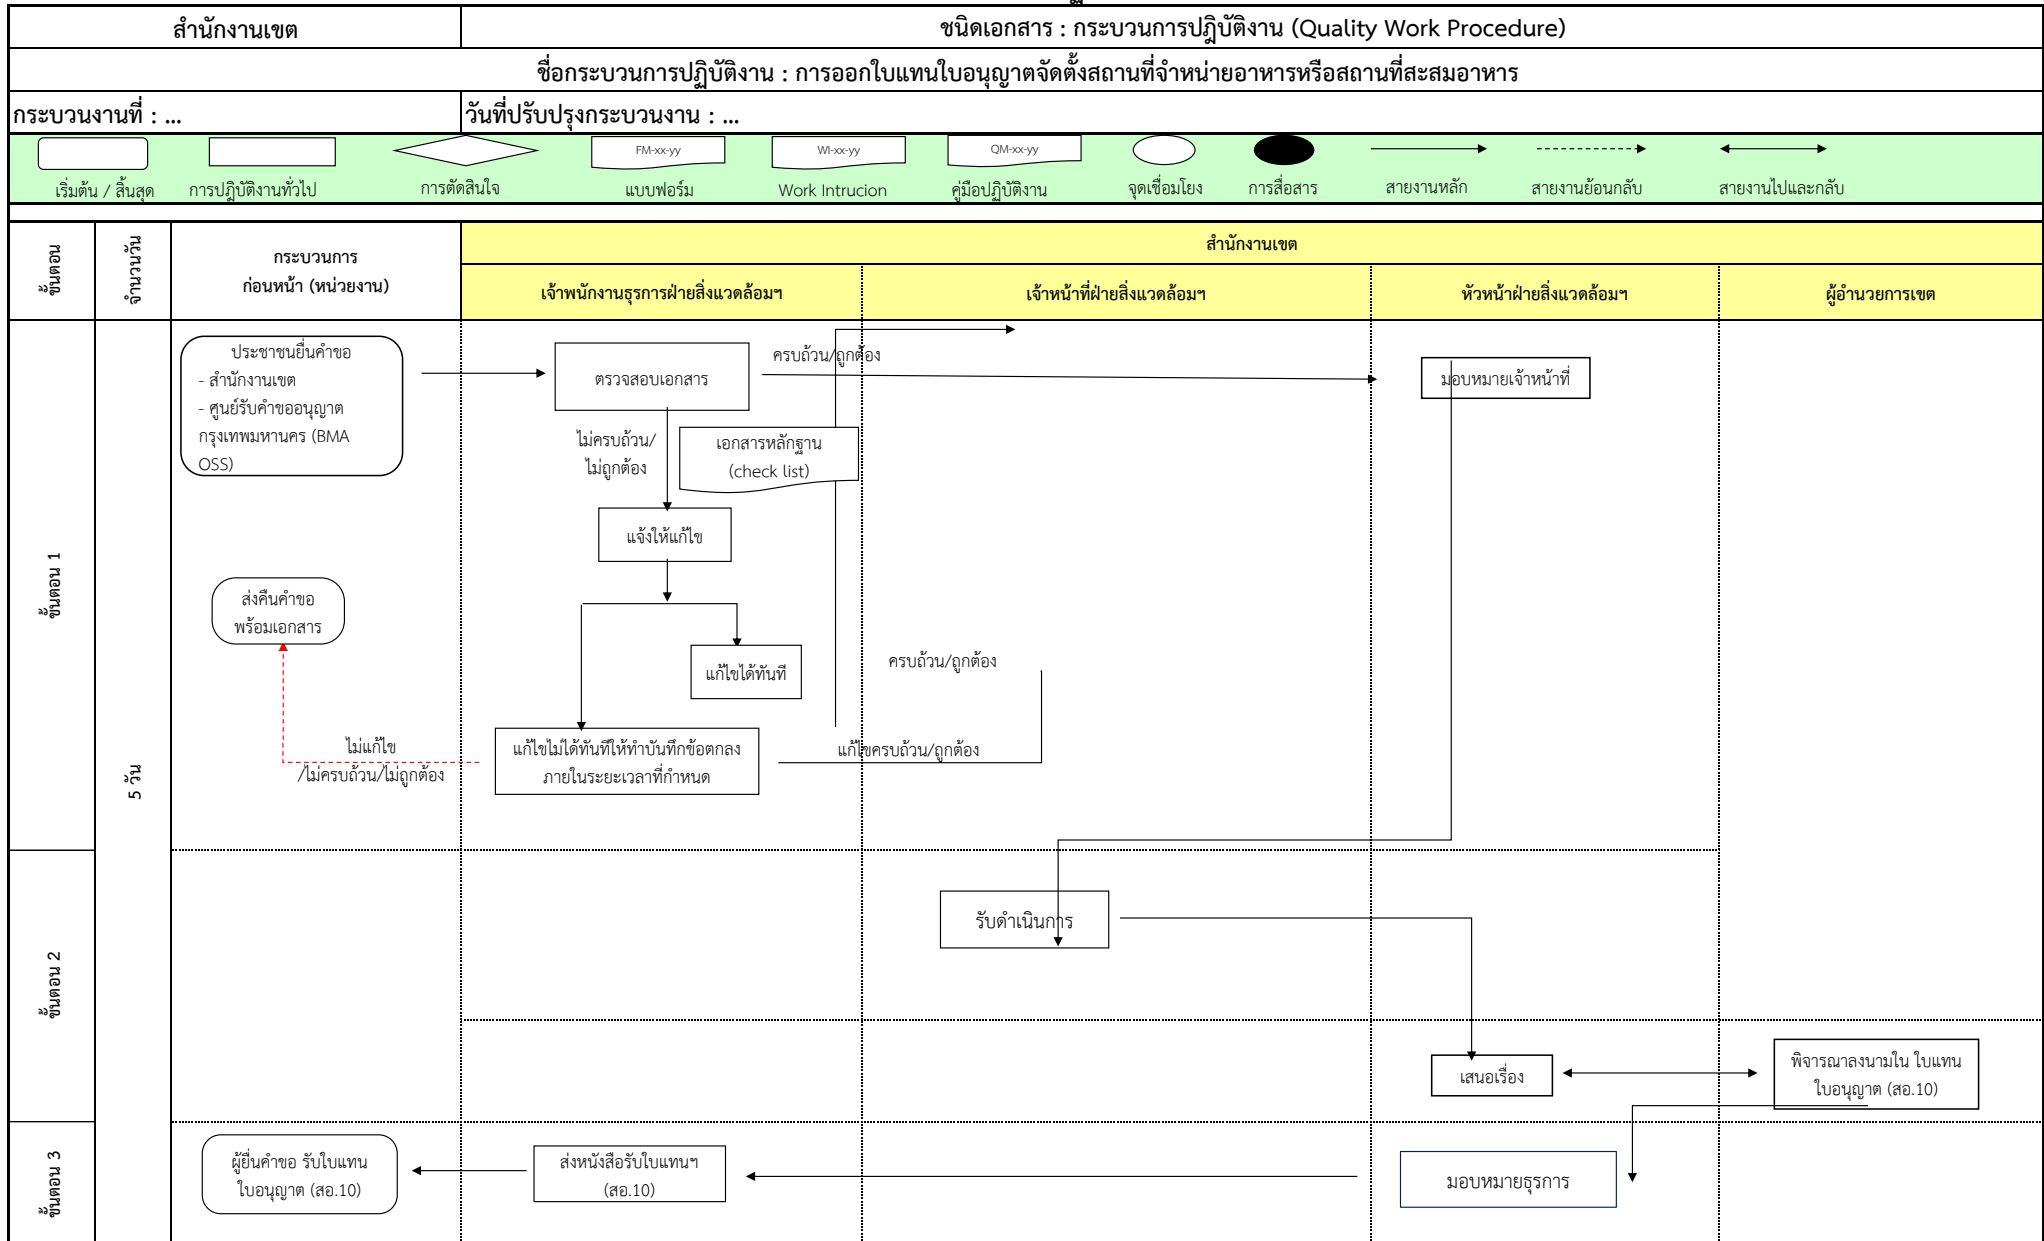 สำนักงานเขต
ชนิดเอกสาร : กระบวนการปฎิบัติงาน (Quality Work Procedure)
ชื่อกระบวนการปฏิบัติงาน : การออกใบแทนใบอนุญาตจัดตั้งสถานที่จำหน่ายอาหารหรือสถานที่สะสมอาหาร
กระบวนงานที่ : ...
วันที่ปรับปรุงกระบวนงาน : ...
FM-xx-yy
WI-xx-yy
QM-xx-yy
เริ่มต้น / สิ้นสุด
การปฏิบัติงานทั่วไป
การตัดสินใจ
แบบฟอร์ม
Work Intrucion
คู่มือปฏิบัติงาน
จุดเชื่อมโยง
การสื่อสาร
สายงานหลัก
สายงานย้อนกลับ
สายงานไปและกลับ
ขั้นตอน
จำนวนวัน
กระบวนการ
ก่อนหน้า (หน่วยงาน)
สำนักงานเขต
เจ้าพนักงานธุรการฝ่ายสิ่งแวดล้อมฯ
เจ้าหน้าที่ฝ่ายสิ่งแวดล้อมฯ
หัวหน้าฝ่ายสิ่งแวดล้อมฯ
ผู้อำนวยการเขต
ขั้นตอน 1
5 วัน
ประชาชนยื่นคำขอ
- สำนักงานเขต
- ศูนย์รับคำขออนุญาต
กรุงเทพมหานคร (BMA
OSS)
ตรวจสอบเอกสาร
ครบถ้วน/ถูกต้อง
มอบหมายเจ้าหน้าที่
ไม่ครบถ้วน/
ไม่ถูกต้อง
เอกสารหลักฐาน
(check list)
แจ้งให้แก้ไข
ส่งคืนคำขอ
พร้อมเอกสาร
แก้ไขได้ทันที
ครบถ้วน/ถูกต้อง
ไม่แก้ไข
/ไม่ครบถ้วน/ไม่ถูกต้อง
แก้ไขไม่ได้ทันทีให้ทำบันทึกข้อตกลง
ภายในระยะเวลาที่กำหนด
แก้ไขครบถ้วน/ถูกต้อง
ขั้นตอน 2
รับดำเนินการ
เสนอเรื่อง
พิจารณาลงนามใน ใบแทน
ใบอนุญาต (สอ.10)
ขั้นตอน 3
ผู้ยื่นคำขอ รับใบแทน
ใบอนุญาต (สอ.10)
ส่งหนังสือรับใบแทนฯ
(สอ.10)
มอบหมายธุรการ